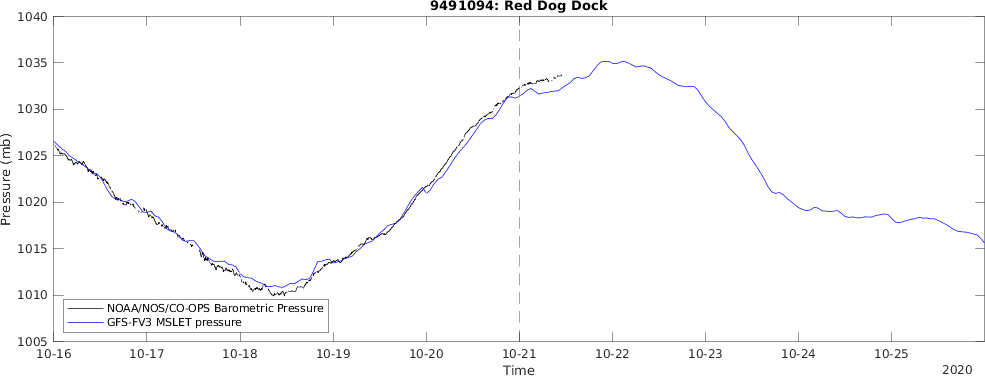 9491094: Red Dog Dock
1040
1035
1030
1025
1020
1015
1010
1005
Pressure (mb)
NOAA/NOS/CO-OPS Barometric Pressure
GFS-FV3 MSLET pressure
10-16 10-17 10-18 10-19 10-20 10-21 10-22 10-23 10-24 10-25
Time
2020